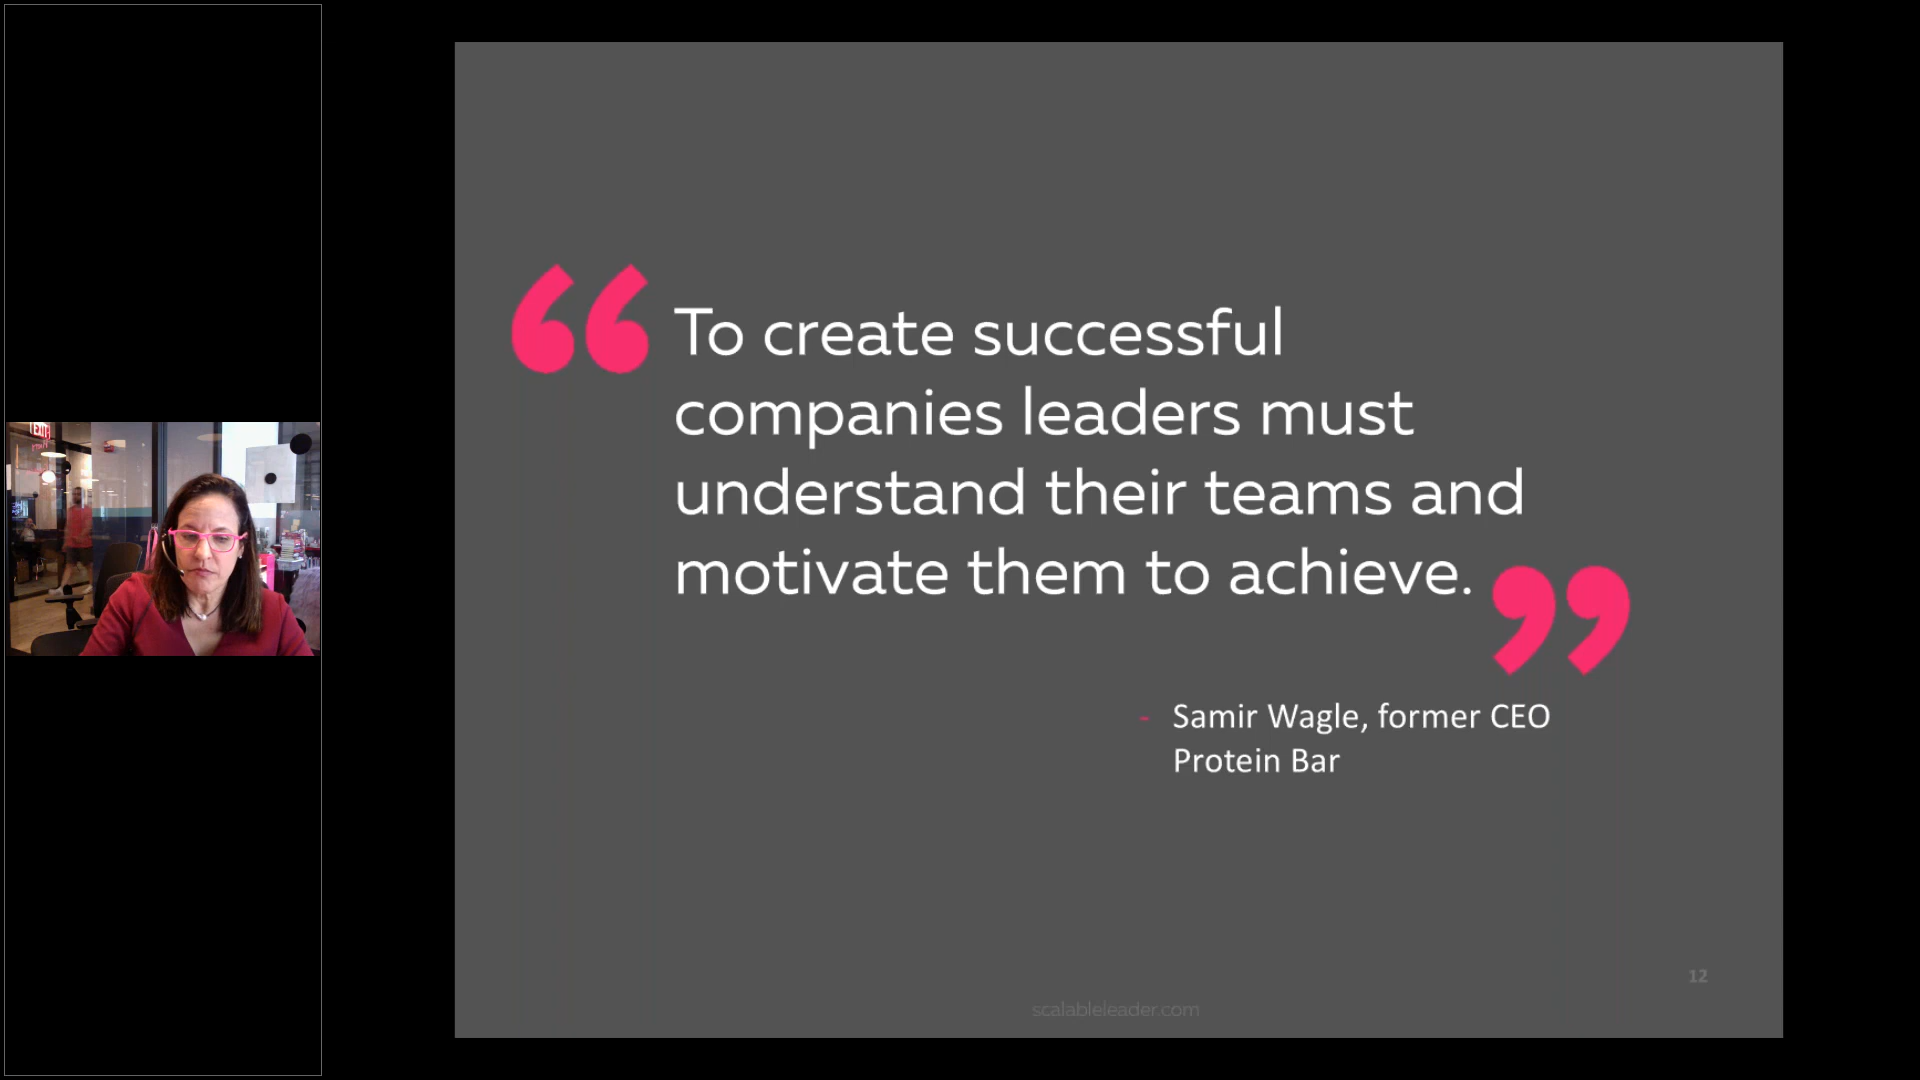 EXIT
“To create successful
companies leaders must
understand their teams and
motivate them to achieve.”
- Samir Wagle, former CEO
Protein Bar
12
scalableleader.com